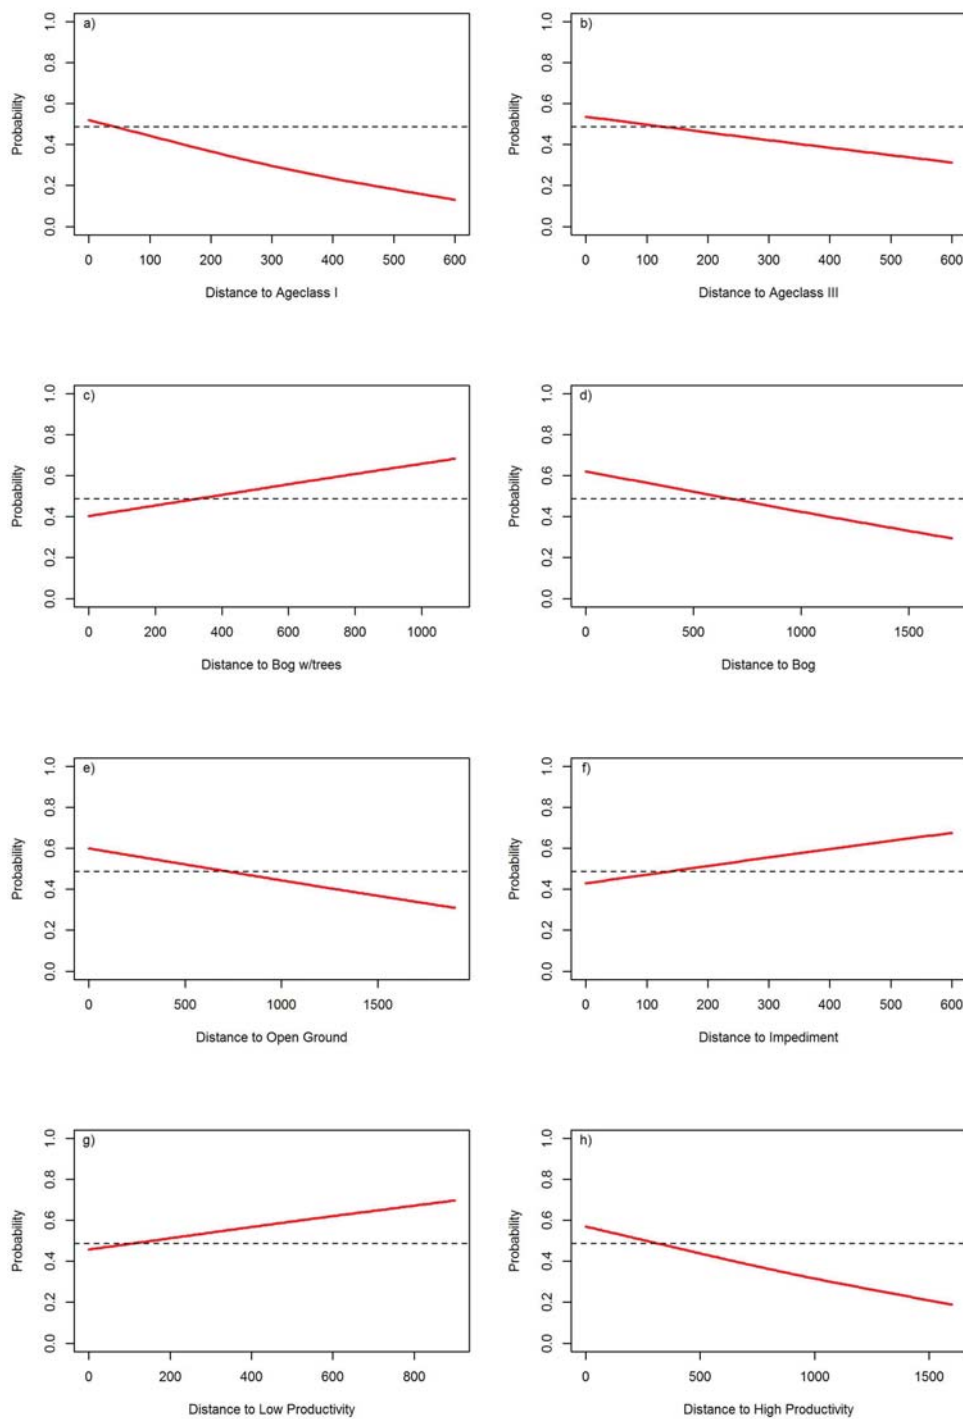 a)
1.0
0.8
0.6
0.4
0.2
0.0
Probability
0 100 200 300 400 500 600
Distance to Ageclass I
b)
1.0
0.8
0.6
0.4
0.2
0.0
Probability
0 100 200 300 400 500 600
Distance to Ageclass III
c)
1.0
0.8
0.6
0.4
0.2
0.0
Probability
0 200 400 600 800 1000
Distance to Bog w/trees
d)
1.0
0.8
0.6
0.4
0.2
0.0
Probability
0 500 1000 1500
Distance to Bog
e)
1.0
0.8
0.6
0.4
0.2
0.0
Probability
0 500 1000 1500
Distance to Open Ground
f)
1.0
0.8
0.6
0.4
0.2
0.0
Probability
0 100 200 300 400 500 600
Distance to Impediment
g)
1.0
0.8
0.6
0.4
0.2
0.0
Probability
0 200 400 600 800
Distance to Low Productivity
h)
1.0
0.8
0.6
0.4
0.2
0.0
Probability
0 500 1000 1500
Distance to High Productivity